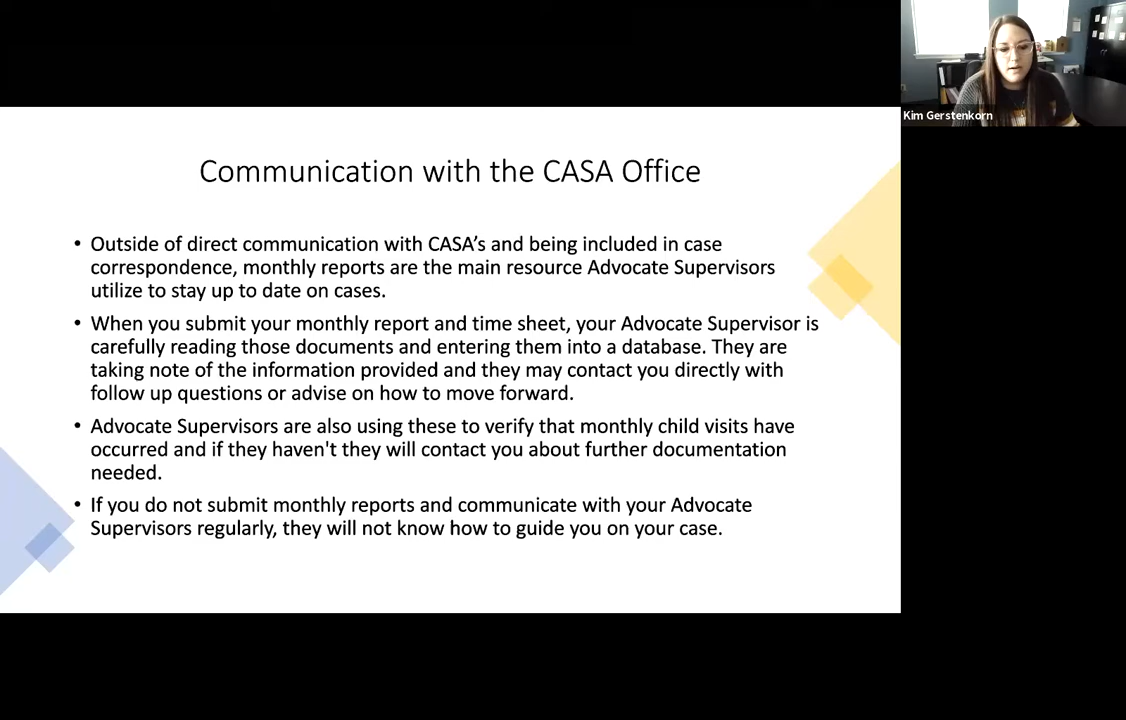 Kim Gerstenkorn
Communication with the CASA Office
• Outside of direct communication with CASA's and being included in case
correspondence, monthly reports are the main resource Advocate Supervisors
utilize to stay up to date on cases.
• When you submit your monthly report and time sheet, your Advocate Supervisor is
carefully reading those documents and entering them into a database. They are
taking note of the information provided and they may contact you directly with
follow up questions or advise on how to move forward.
• Advocate Supervisors are also using these to verify that monthly child visits have
occurred and if they haven't they will contact you about further documentation
needed.
• If you do not submit monthly reports and communicate with your Advocate
Supervisors regularly, they will not know how to guide you on your case.